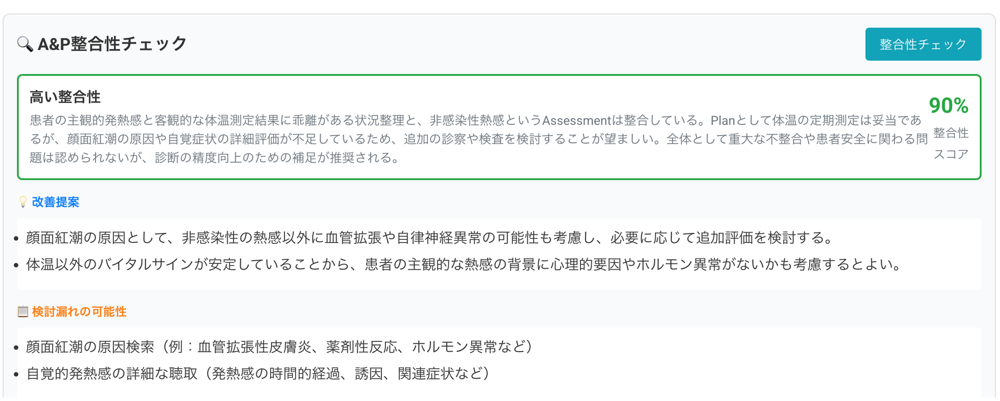 A&P整合性チェック
整合性チェック
高い整合性
患者の主観的発熱感と客観的な体温測定結果に乖離がある状況整理と、非感染性熱感というAssessmentは整合している。Planとして体温の定期測定は妥当であ
るが、顔面紅潮の原因や自覚症状の詳細評価が不足しているため、追加の診察や検査を検討することが望ましい。全体として重大な不整合や患者安全に関わる問
題は認められないが、診断の精度向上のための補足が推奨される。
90%
整合性
スコア
改善提案
• 顔面紅潮の原因として、非感染性の熱感以外に血管拡張や自律神経異常の可能性も考慮し、必要に応じて追加評価を検討する。
• 体温以外のバイタルサインが安定していることから、患者の主観的な熱感の背景に心理的要因やホルモン異常がないかも考慮するとよい。
検討漏れの可能性
• 顔面紅潮の原因検索（例：血管拡張性皮膚炎、薬剤性反応、ホルモン異常など）
• 自覚的発熱感の詳細な聴取（発熱感の時間的経過、誘因、関連症状など）